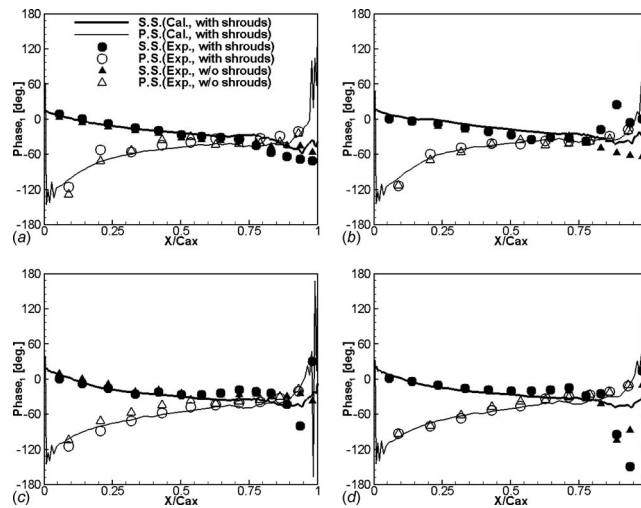 180
120
60
0
-60
-120
-180
Phase, [deg.]
S.S.(Cal., with shrouds)
P.S.(Cal., with shrouds)
S.S.(Exp., with shrouds)
P.S.(Exp., with shrouds)
S.S.(Exp., w/o shrouds)
P.S.(Exp., w/o shrouds)
0 0.25 0.5 0.75 1
(a) X/Cax
180
120
60
0
-60
-120
-180
Phase, [deg.]
0 0.25 0.5 0.75
(b) X/Cax
180
120
60
0
-60
-120
-180
Phase, [deg.]
0 0.25 0.5 0.75 1
(c) X/Cax
180
120
60
0
-60
-120
-180
Phase, [deg.]
0 0.25 0.5 0.75
(d) X/Cax